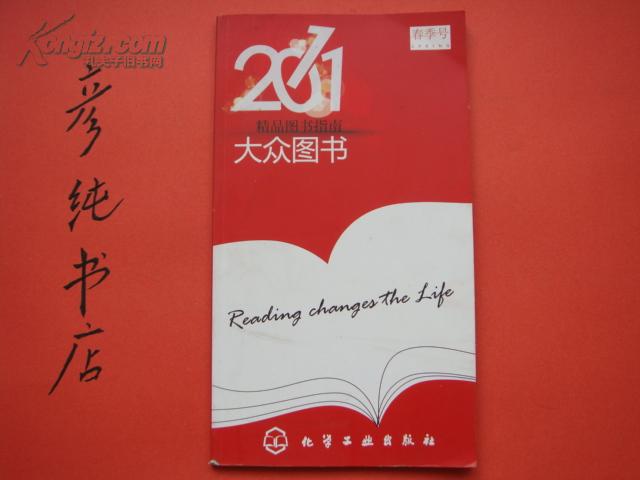 Kongfz.com
孔夫子旧书网
彦纯书店
春季号
2011
精品图书指南
大众图书
Reading changes the Life
化学工业出版社